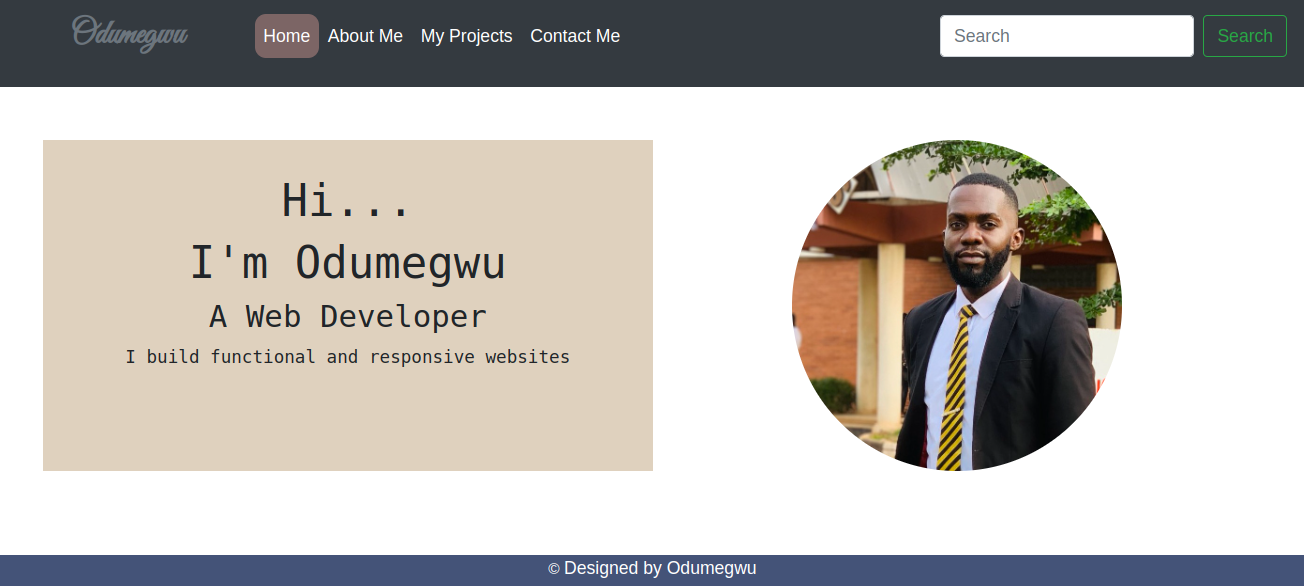 Odumegwu
Home About Me My Projects Contact Me
Search
Search
Hi...
I'm Odumegwu
A Web Developer
I build functional and responsive websites
© Designed by Odumegwu